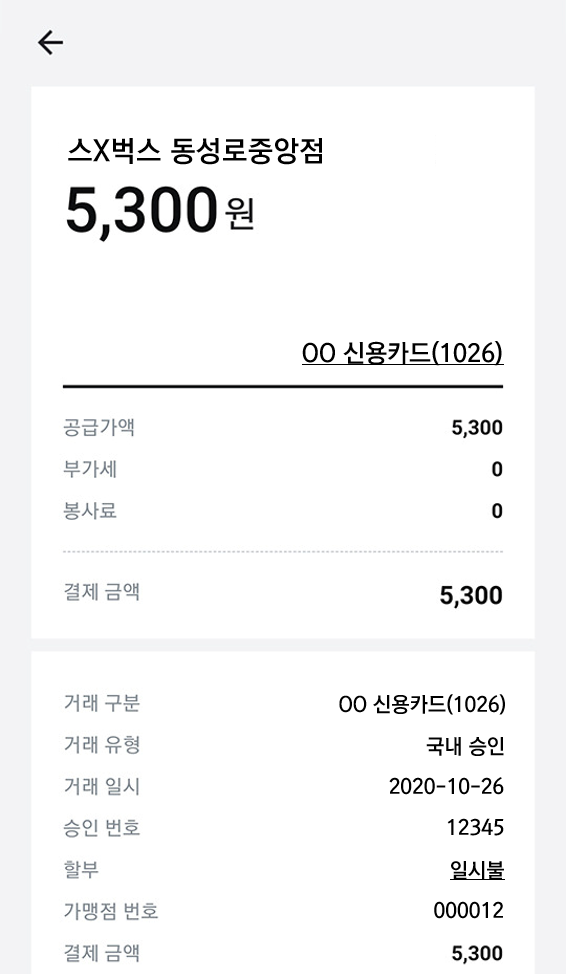 스X벅스 동성로중앙점
5,300원
OO 신용카드(1026)
공급가액 5,300
부가세 0
봉사료 0
결제 금액 5,300
거래 구분 OO 신용카드(1026)
거래 유형 국내 승인
거래 일시 2020-10-26
승인 번호 12345
할부 일시불
가맹점 번호 000012
결제 금액 5,300